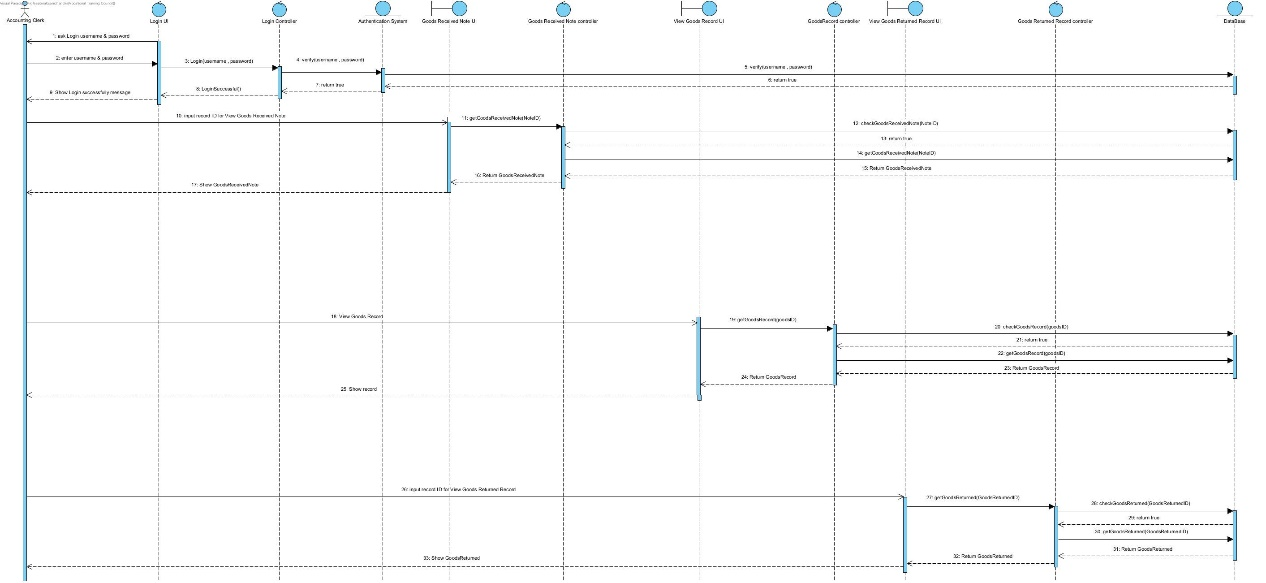 Accounting Clerk
Login UI
Login Controller
Authentication System
Goods Received Note UI
Goods Received Note controller
View Goods Record UI
GoodsRecord controller
View Goods Returned Record UI
Goods Returned Record controller
DataBase
1: ask Login username & password
2: enter username & password
3: Login(username , password)
4: verify(username , password)
5: verify(username , password)
6: return true
7: return true
8: LoginSuccessful()
9: Show Login successfully message
10: input record ID for View Goods Received Note
11: getGoodsReceivedNote(NoteID)
12: checkGoodsReceivedNote(NoteID)
13: return true
14: getGoodsReceivedNote(NoteID)
15: Return GoodsReceivedNote
16: Return GoodsReceivedNote
17: Show GoodsReceivedNote
18: View Goods Record
19: getGoodsRecord(goodsID)
20: checkGoodsRecord(goodsID)
21: return true
22: getGoodsRecord(goodsID)
23: Return GoodsRecord
24: Return GoodsRecord
25: Show record
26: input record ID for View Goods Returned Record
27: getGoodsReturned(GoodsReturnedID)
28: checkGoodsReturned(GoodsReturnedID)
29: return true
30: getGoodsReturned(GoodsReturnedID)
31: Return GoodsReturned
32: Return GoodsReturned
33: Show GoodsReturned